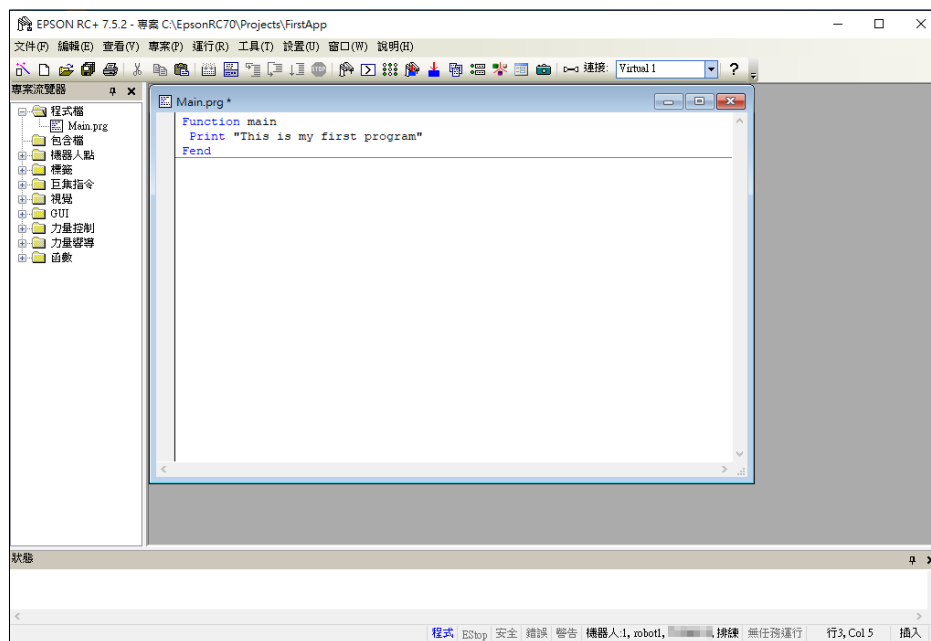 EPSON RC+ 7.5.2 - 專案 C:\EpsonRC70\Projects\FirstApp
文件(F) 編輯(E) 查看(V) 專案(P) 運行(R) 工具(T) 設置(U) 窗口(W) 說明(H)
STOP 連接: Virtual 1 ?
專案流覽器
Main.prg *
程式檔
Main.prg
包含檔
機器人點
標籤
巨集指令
視覺
GUI
力量控制
力量嚮導
函數
Function main
Print "This is my first program"
Fend
狀態
程式 EStop 安全 錯誤 警告 機器人:1, robot1, , 排練 無任務運行 行3, Col 5 插入